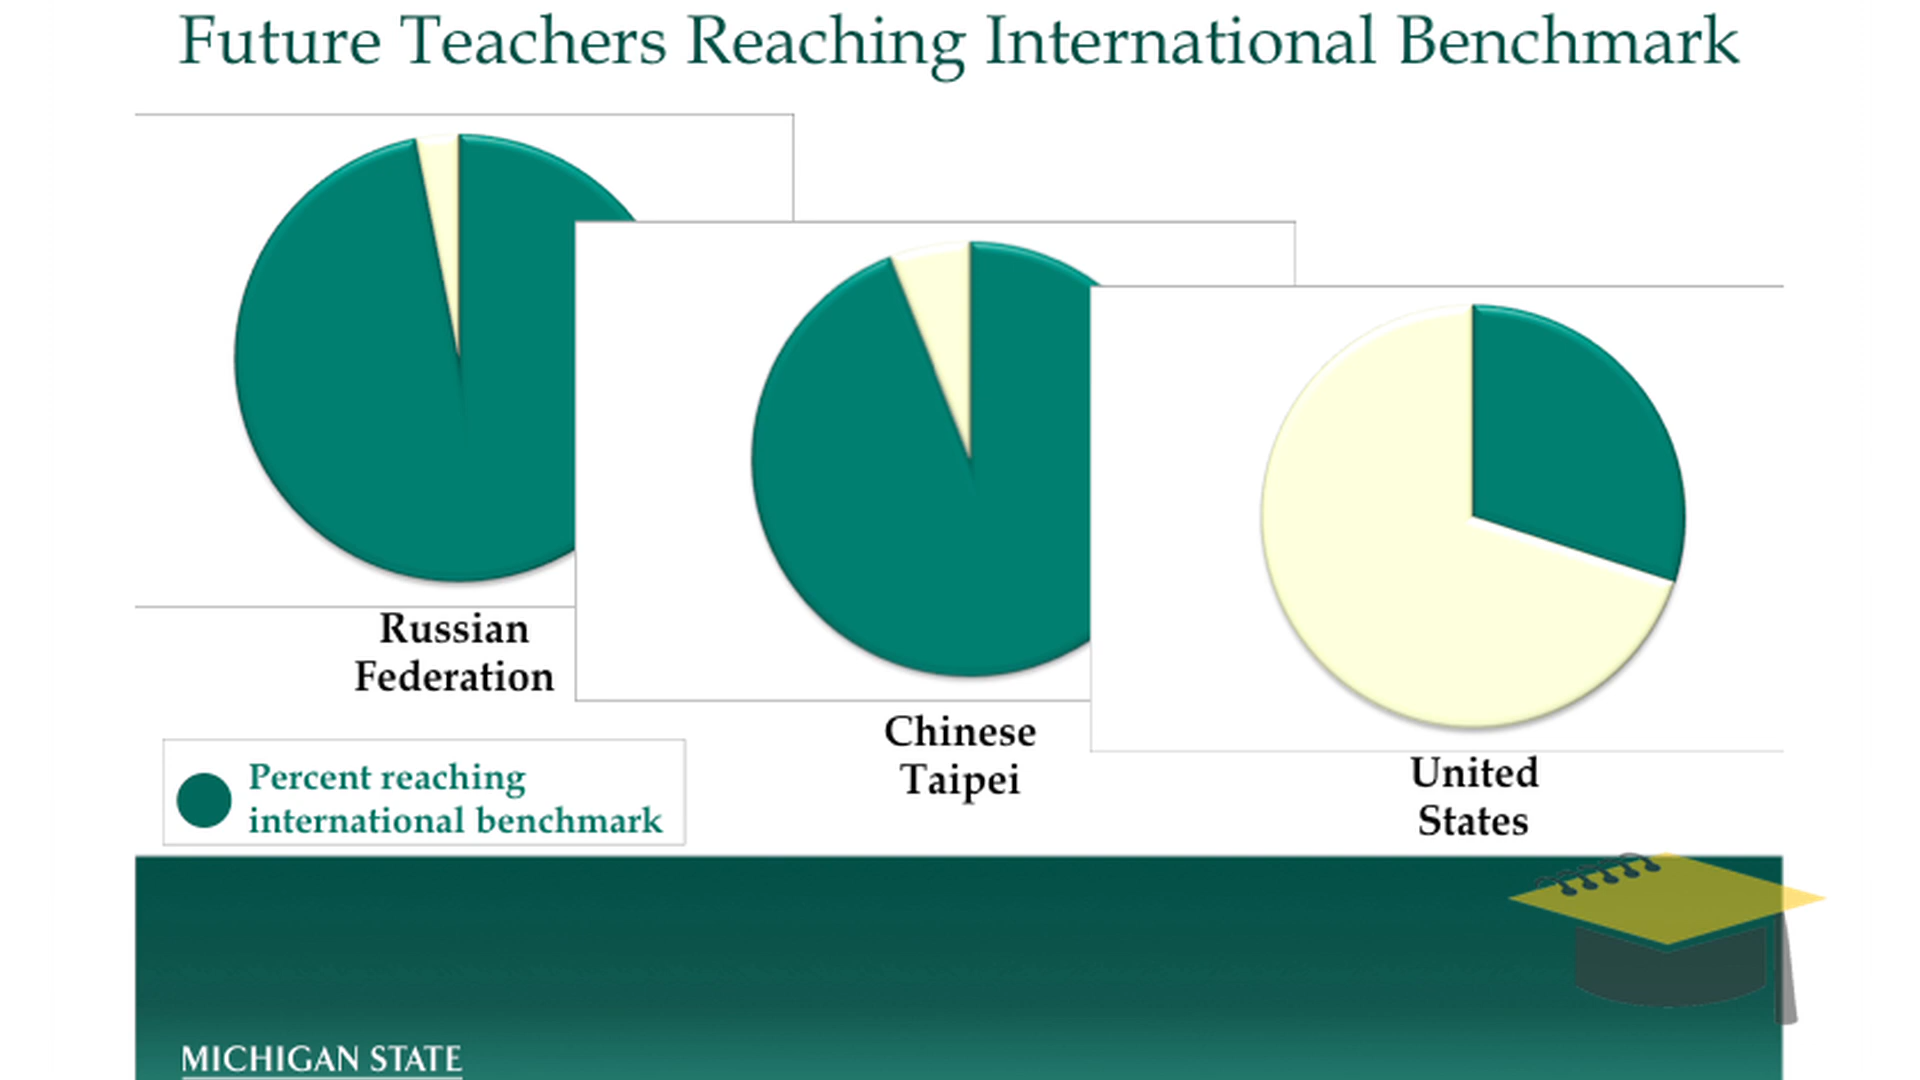 Future Teachers Reaching International Benchmark
Russian
Federation
Chinese
Taipei
United
States
Percent reaching
international benchmark
MICHIGAN STATE